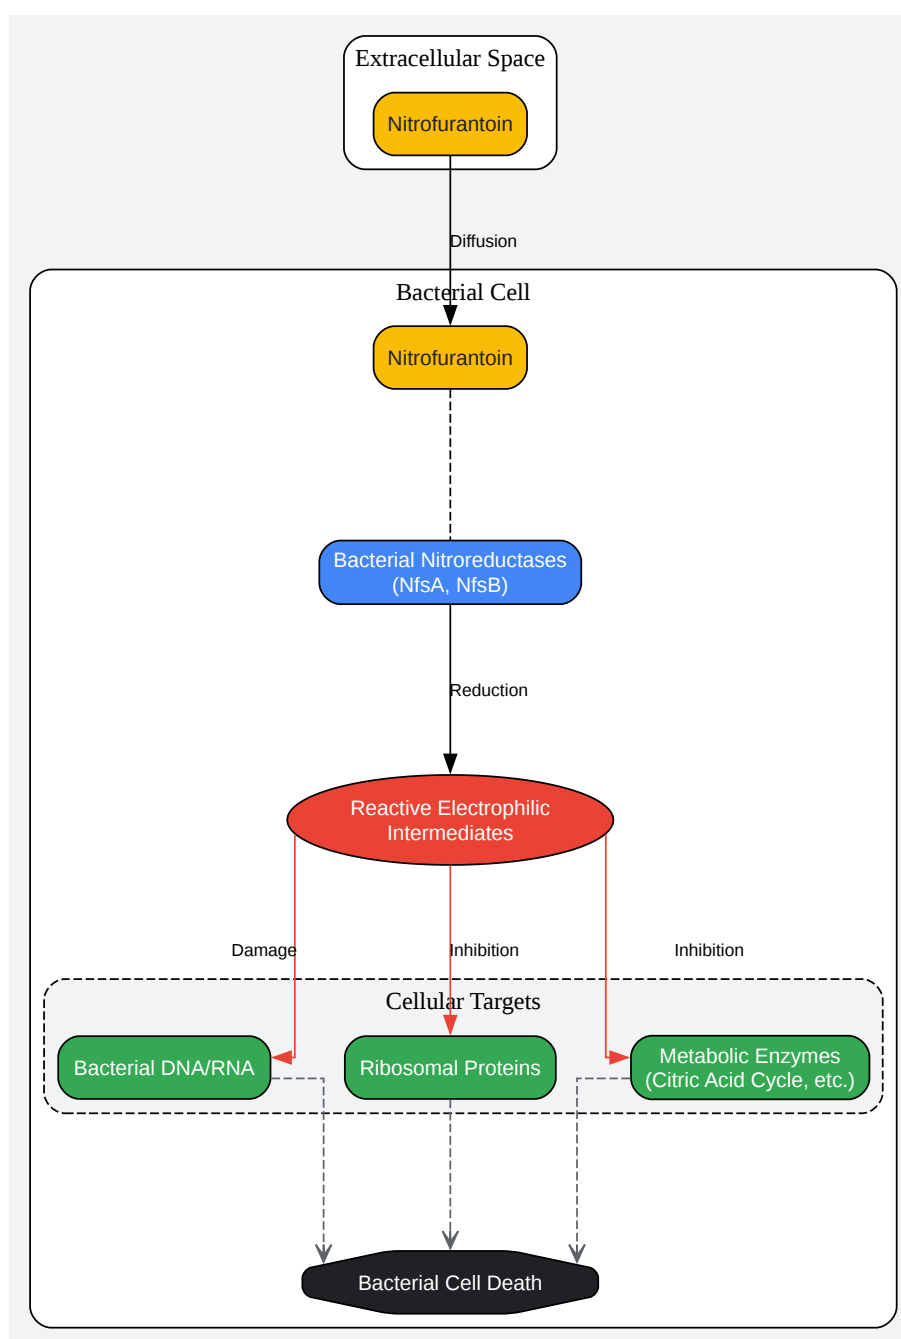 Extracellular Space
Nitrofurantoin
Diffusion
Bacterial Cell
Nitrofurantoin
Bacterial Nitroreductases
(NfsA, NfsB)
Reduction
Reactive Electrophilic
Intermediates
Damage
Inhibition
Inhibition
Cellular Targets
Bacterial DNA/RNA
Ribosomal Proteins
Metabolic Enzymes
(Citric Acid Cycle, etc.)
Bacterial Cell Death